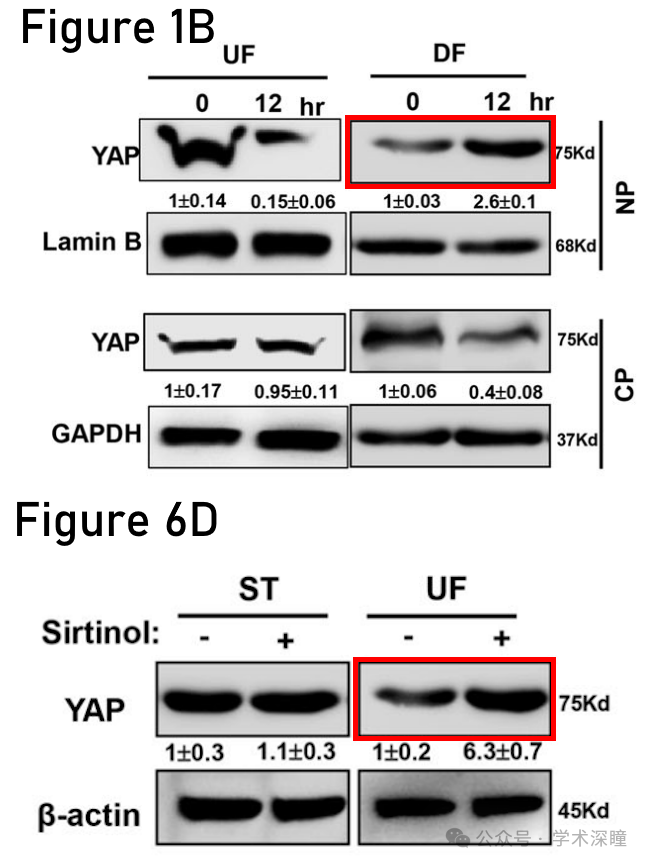 Figure 1B
UF DF
0 12 hr 0 12 hr
YAP 75Kd
1±0.14 0.15±0.06 1±0.03 2.6±0.1
Lamin B 68Kd
NP
YAP 75Kd
1±0.17 0.95±0.11 1±0.06 0.4±0.08
GAPDH 37Kd
CP
Figure 6D
ST UF
Sirtinol: - + - +
YAP 75Kd
1±0.3 1.1±0.3 1±0.2 6.3±0.7
β-actin 45Kd
公众号 · 学术深瞳